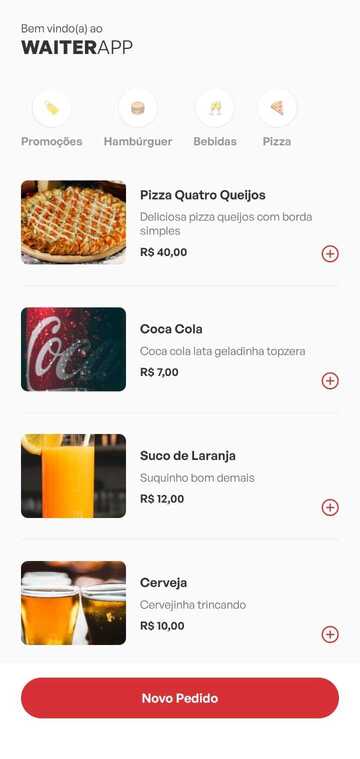 Bem vindo(a) ao
WAITERAPP
Promoções Hambúrguer Bebidas Pizza
Pizza Quatro Queijos
Deliciosa pizza queijos com borda
simples
R$ 40,00
Coca Cola
Coca cola lata geladinha topzera
R$ 7,00
Suco de Laranja
Suquinho bom demais
R$ 12,00
Cerveja
Cervejinha trincando
R$ 10,00
Novo Pedido